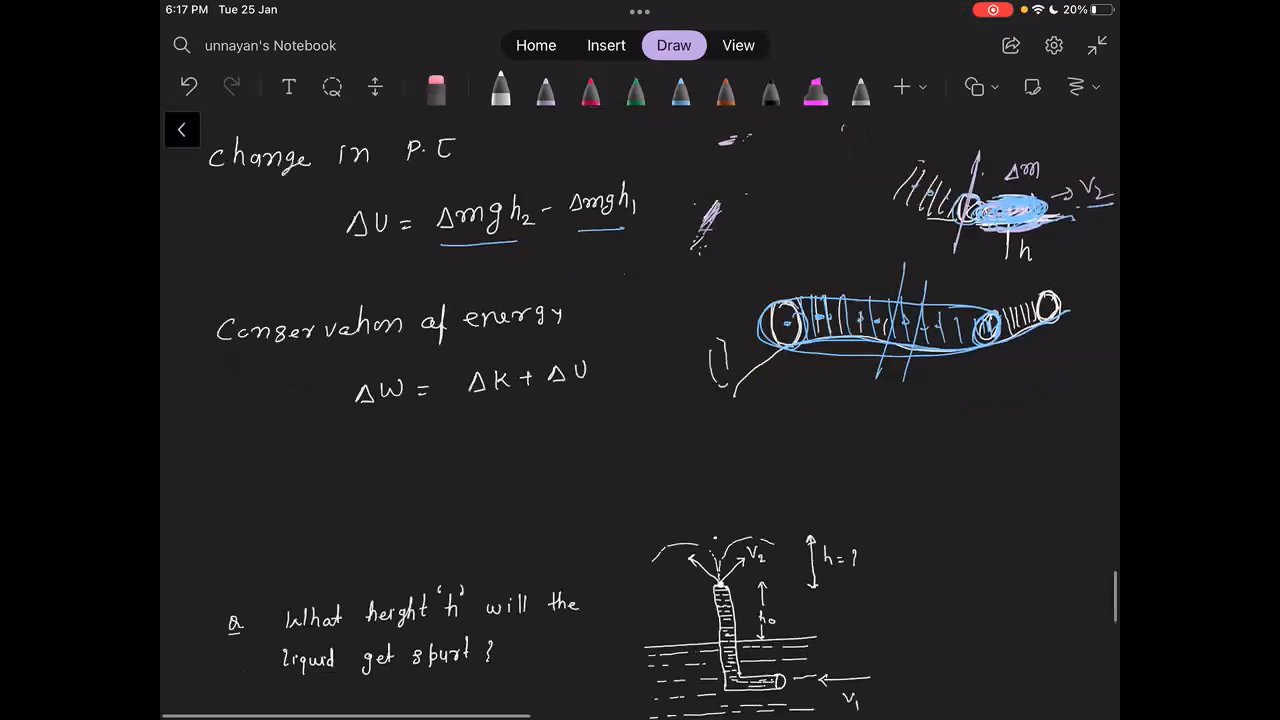 6:17 PM Tue 25 Jan
20%
unnayan's Notebook
Home Insert Draw View
Change in P.E
Δm
V2
ΔU = Δmgh2 - Δmgh1
h
Conservation of energy
ΔW = ΔK + ΔU
V2
h = ?
Q What height 'h' will the
h0
liquid get spurt ?
V1